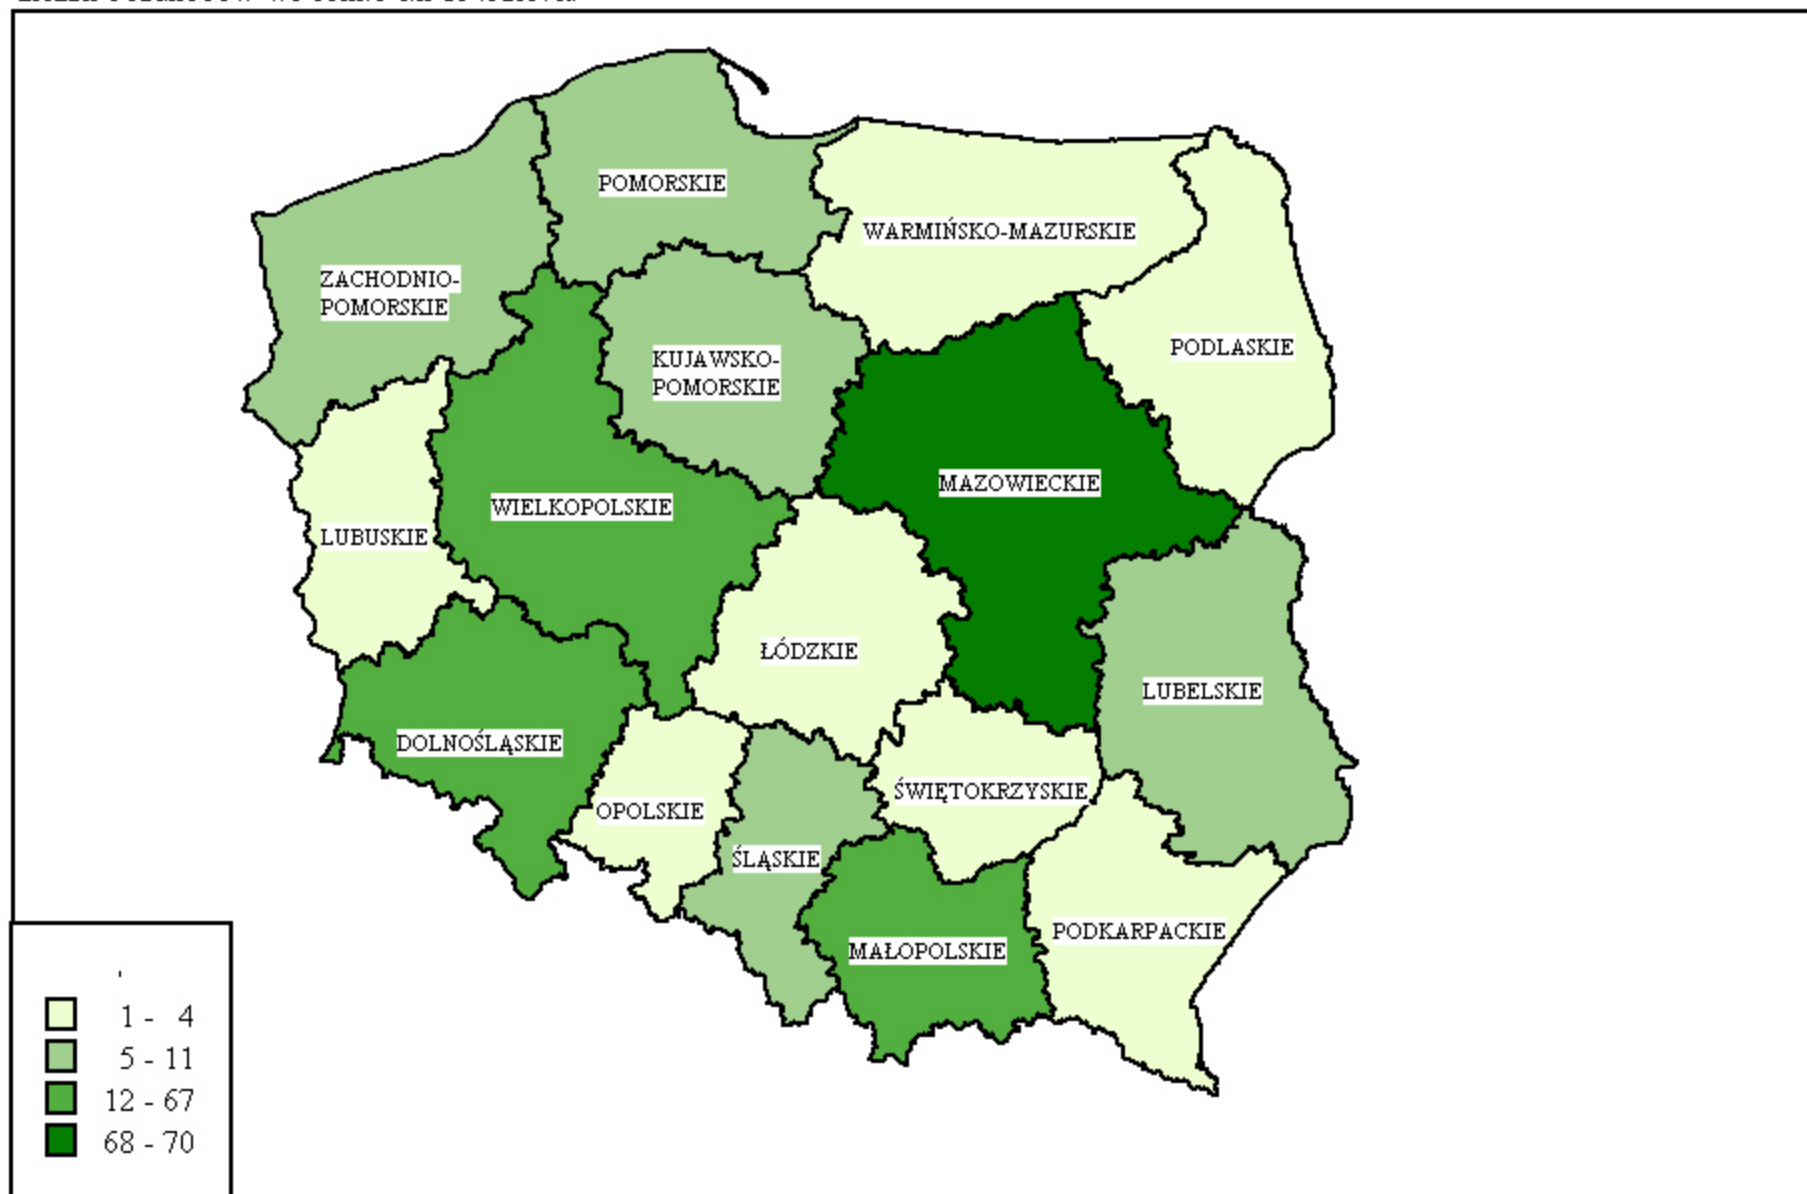 POMORSKIE
WARMIŃSKO-MAZURSKIE
ZACHODNIO-
POMORSKIE
PODLASKIE
KUJAWSKO-
POMORSKIE
MAZOWIECKIE
WIELKOPOLSKIE
LUBUSKIE
ŁÓDZKIE
LUBELSKIE
DOLNOŚLĄSKIE
ŚWIĘTOKRZYSKIE
OPOLSKIE
ŚLĄSKIE
PODKARPACKIE
MAŁOPOLSKIE
1 - 4
5 - 11
12 - 67
68 - 70